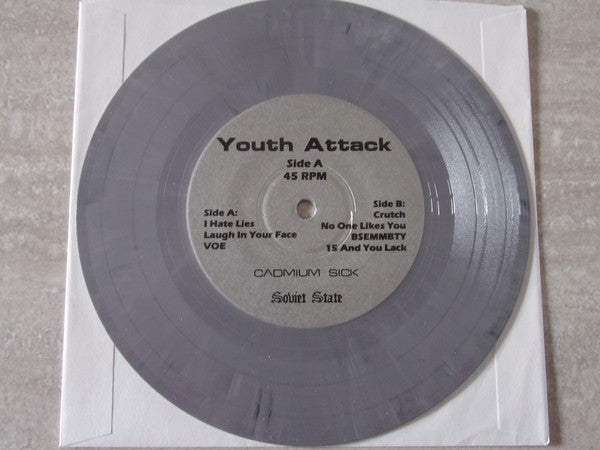 Youth Attack
Side A
45 RPM
Side A:
I Hate Lies
Laugh In Your Face
VOE
Side B:
Crutch
No One Likes You
BSEMMBTY
15 And You Lack
CADMIUM SICK
Soviet State